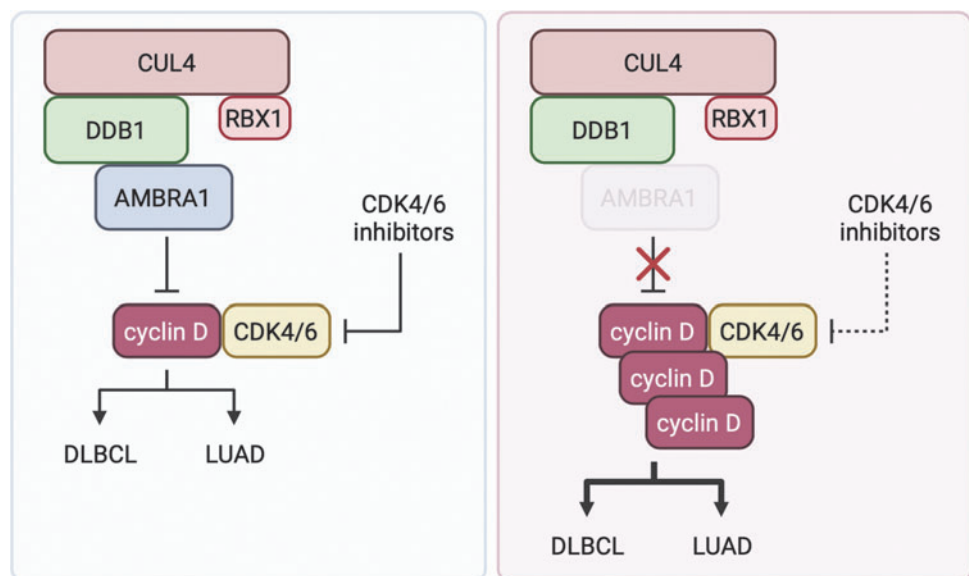 CUL4
DDB1
RBX1
AMBRA1
CDK4/6
inhibitors
cyclin D
CDK4/6
DLBCL
LUAD
CUL4
DDB1
RBX1
AMBRA1
CDK4/6
inhibitors
cyclin D
CDK4/6
cyclin D
cyclin D
DLBCL
LUAD